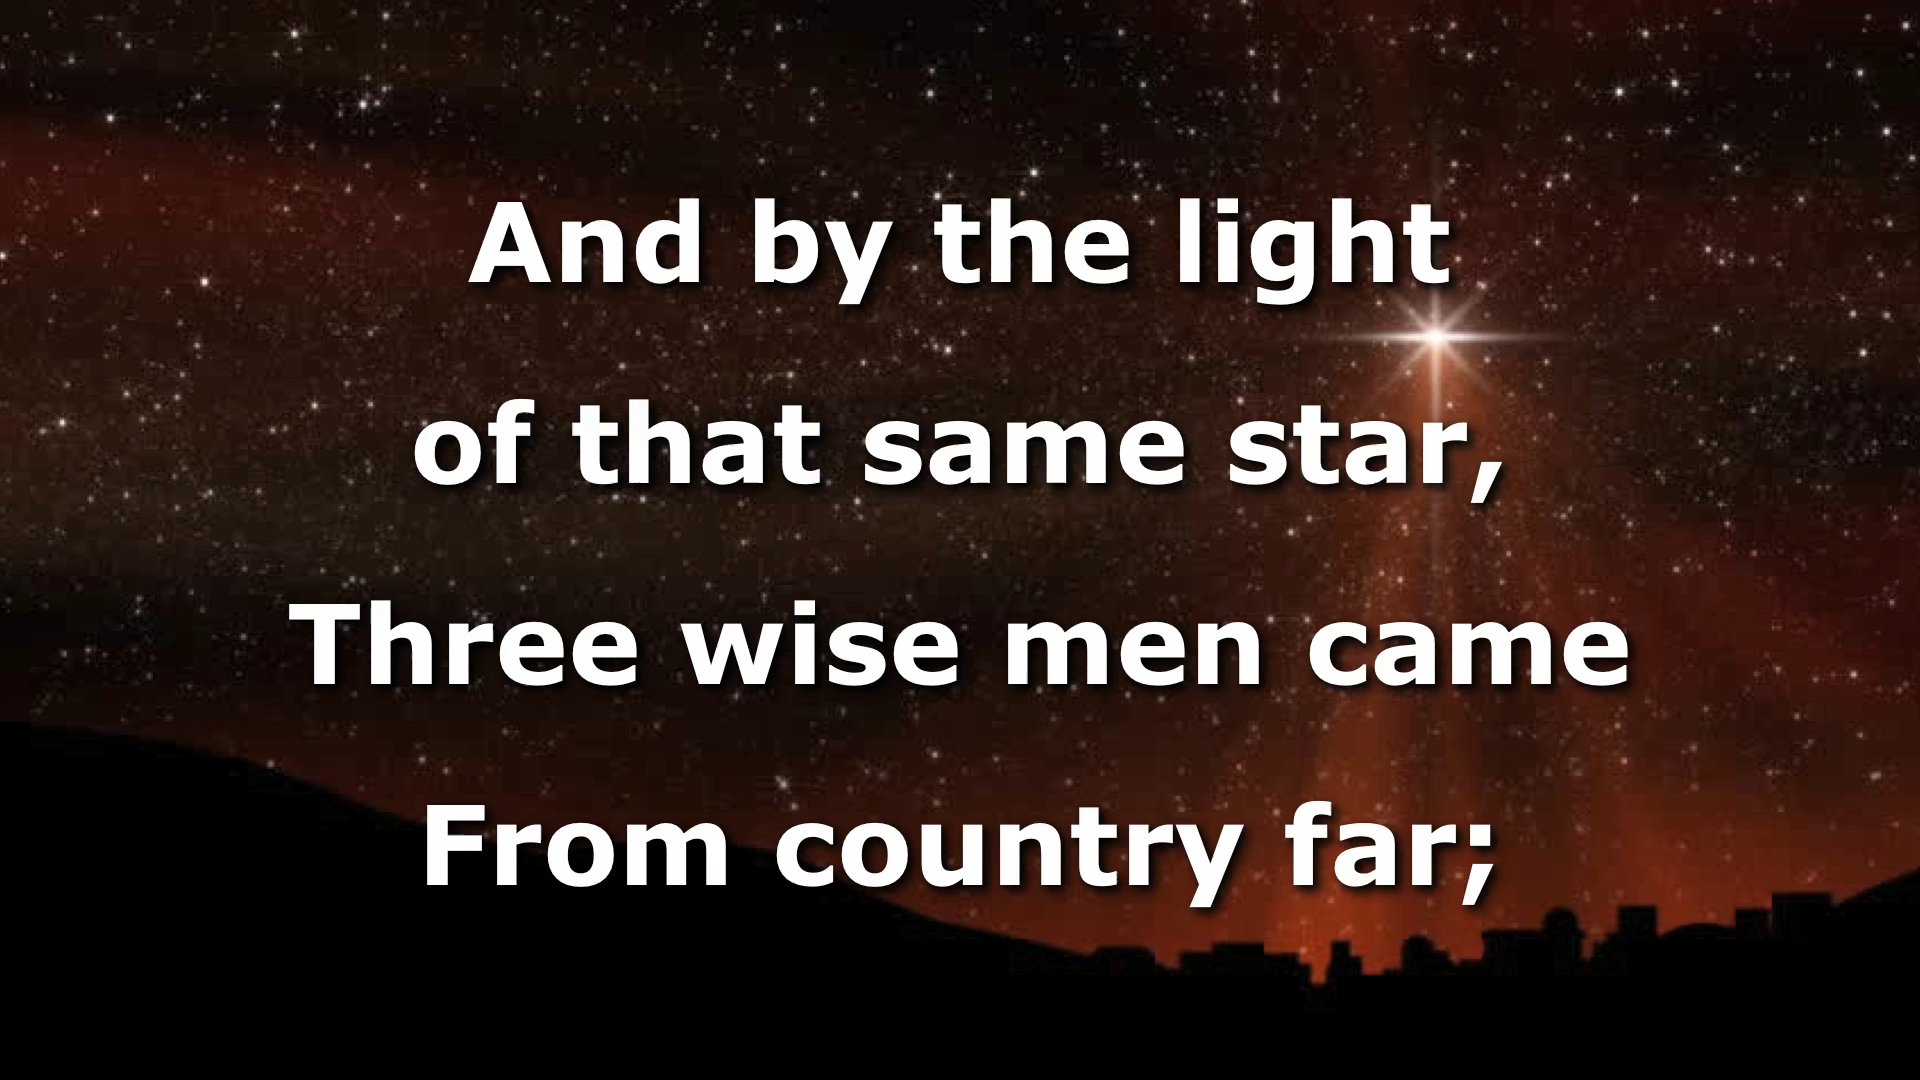 And by the light
of that same star,
Three wise men came
From country far;